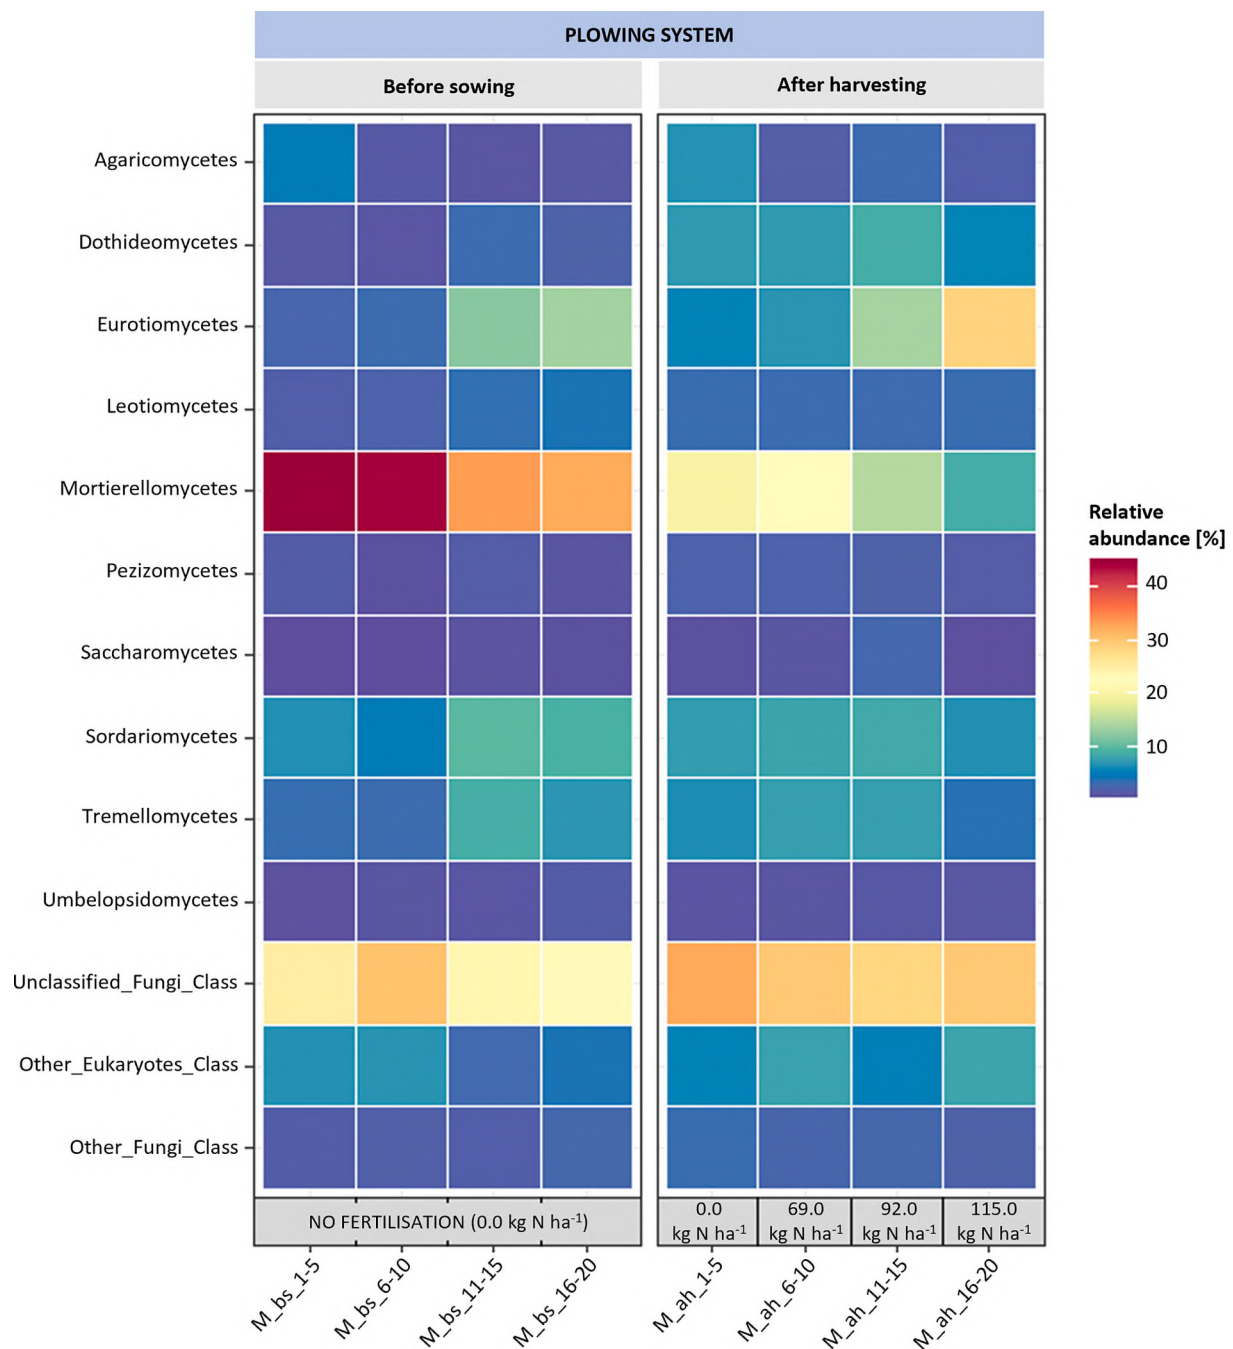 PLOWING SYSTEM
Before sowing
After harvesting
Agaricomycetes
Dothideomycetes
Eurotiomycetes
Leotiomycetes
Mortierellomycetes
Pezizomycetes
Saccharomycetes
Sordariomycetes
Tremellomycetes
Umbelopsidomycetes
Unclassified_Fungi_Class
Other_Eukaryotes_Class
Other_Fungi_Class
Relative
abundance [%]
40
30
20
10
NO FERTILISATION (0.0 kg N ha⁻¹)
0.0
kg N ha⁻¹
69.0
kg N ha⁻¹
92.0
kg N ha⁻¹
115.0
kg N ha⁻¹
M_bs_1-5
M_bs_6-10
M_bs_11-15
M_bs_16-20
M_ah_1-5
M_ah_6-10
M_ah_11-15
M_ah_16-20